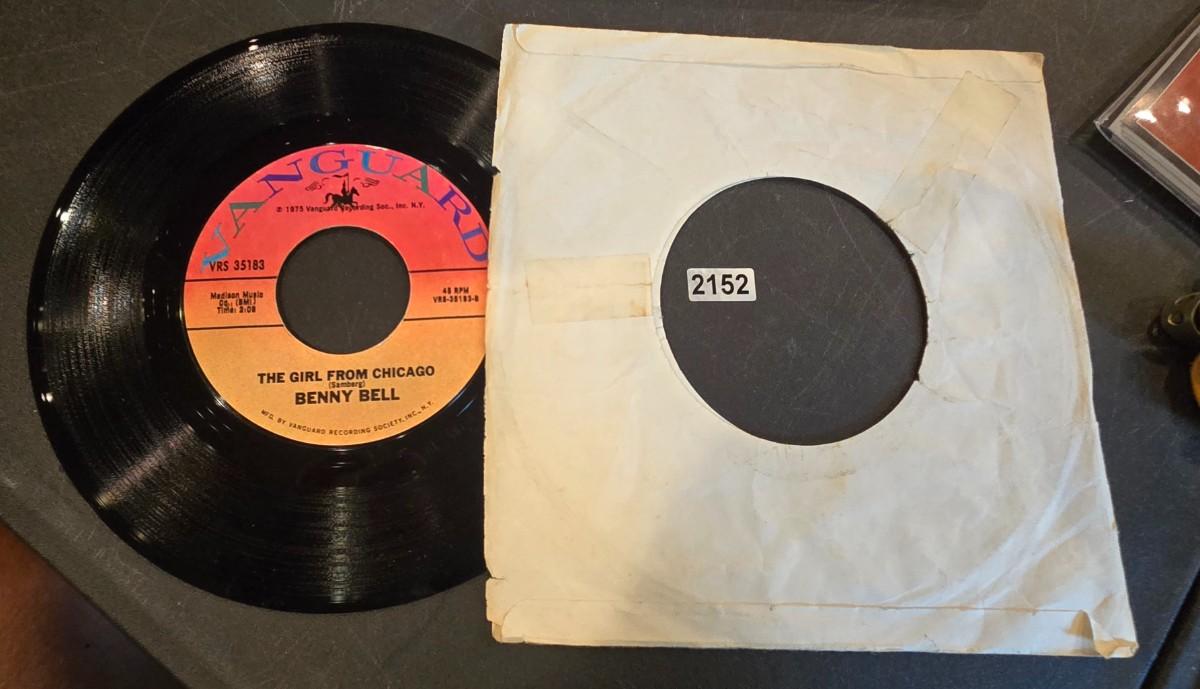 VANGUARD
℗ 1975 Vanguard Recording Soc., Inc. N.Y.
VRS 35183
Madison Music
Co. (BMI)
Time: 2:08
45 RPM
VRS-35183-B
THE GIRL FROM CHICAGO
(Samberg)
BENNY BELL
MFG. BY VANGUARD RECORDING SOCIETY, INC., N.Y.
2152